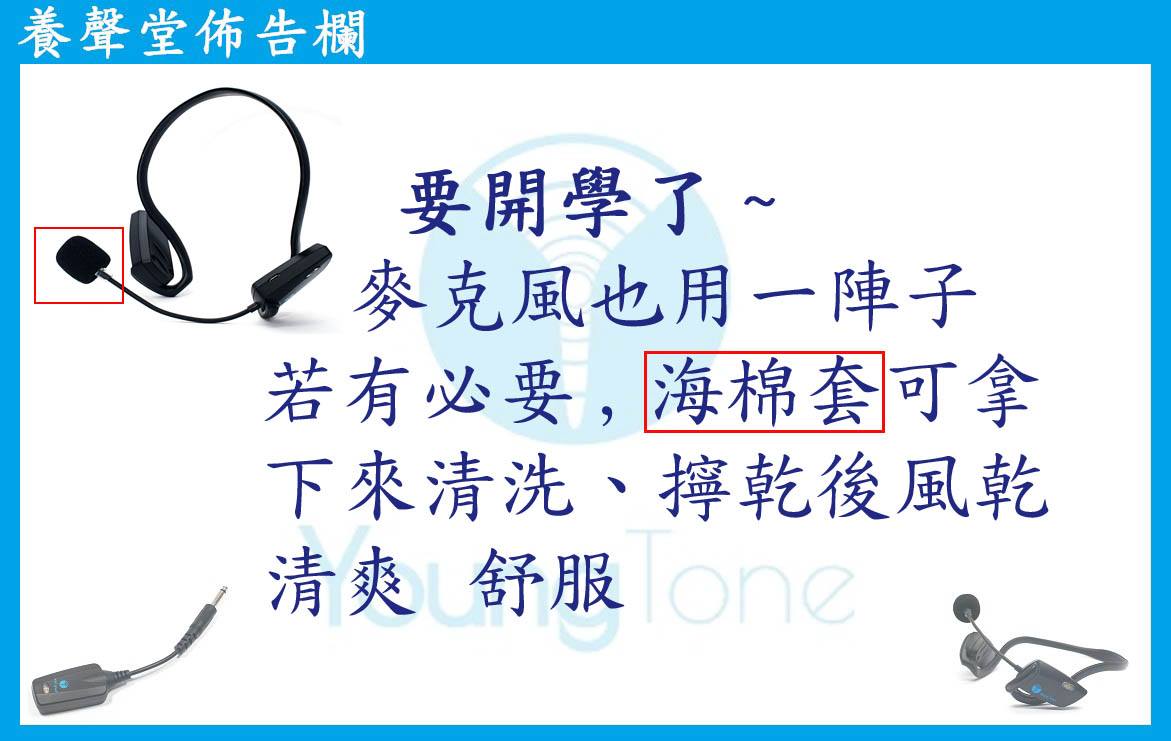 養聲堂佈告欄
要開學了~
麥克風也用一陣子
若有必要,海棉套可拿
下來清洗、擰乾後風乾
清爽 舒服
YoungTone